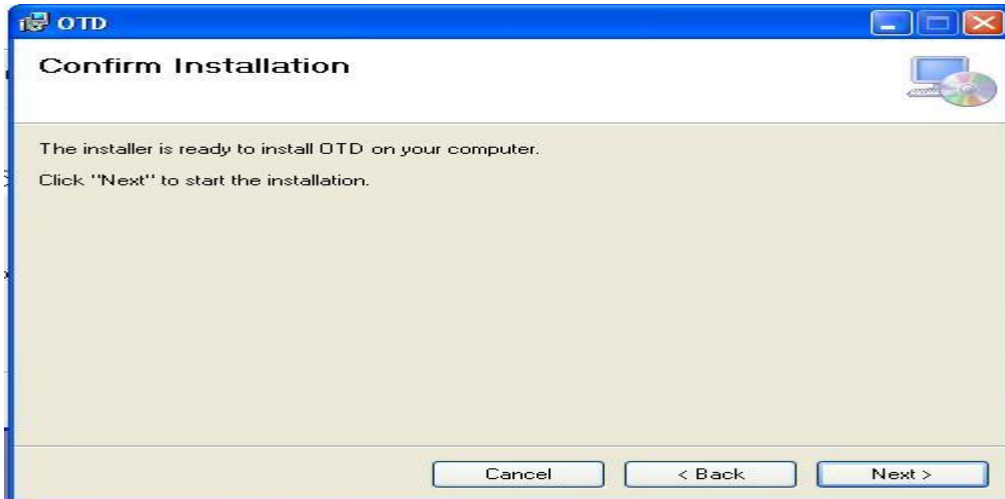 OTD
Confirm Installation
The installer is ready to install OTD on your computer.
Click "Next" to start the installation.
Cancel
< Back
Next >